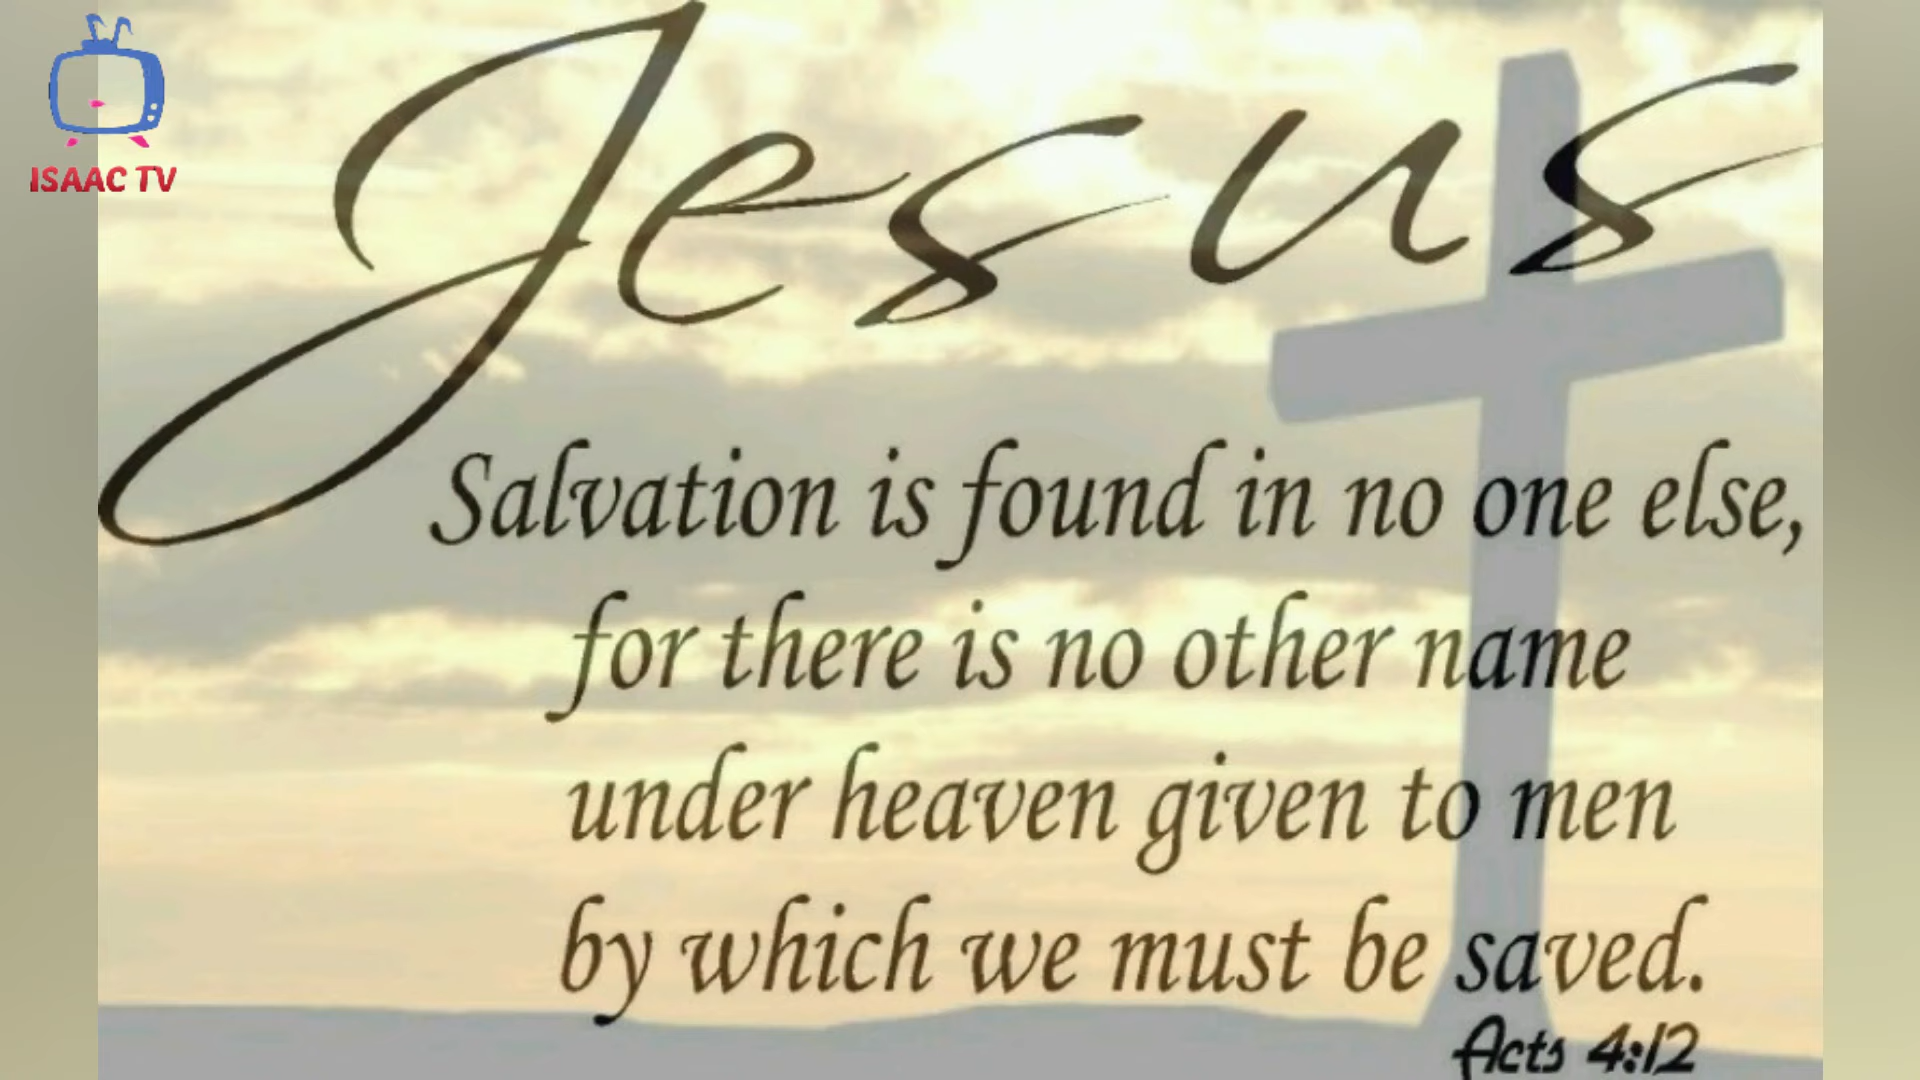 ISAAC TV
Jesus
Salvation is found in no one else,
for there is no other name
under heaven given to men
by which we must be saved.
Acts 4:12